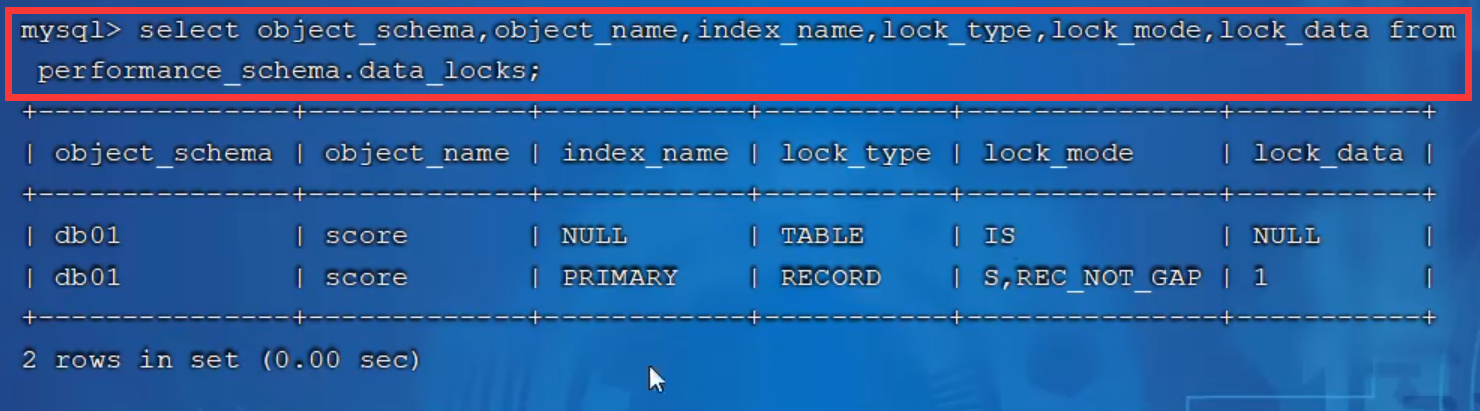 mysql> select object_schema,object_name,index_name,lock_type,lock_mode,lock_data from
 performance_schema.data_locks;
+---------------+-------------+------------+-----------+---------------+-----------+
| object_schema | object_name | index_name | lock_type | lock_mode     | lock_data |
+---------------+-------------+------------+-----------+---------------+-----------+
| db01          | score       | NULL       | TABLE     | IS            | NULL      |
| db01          | score       | PRIMARY    | RECORD    | S,REC_NOT_GAP | 1         |
+---------------+-------------+------------+-----------+---------------+-----------+
2 rows in set (0.00 sec)